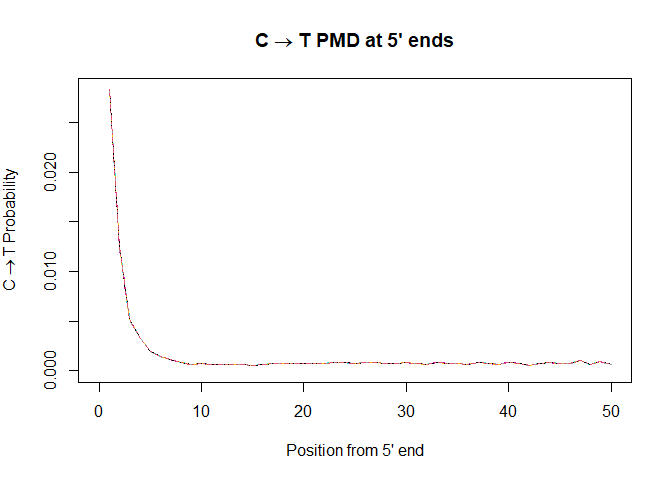 C → T PMD at 5' ends
C → T Probability
0.020
0.010
0.000
0 10 20 30 40 50
Position from 5' end